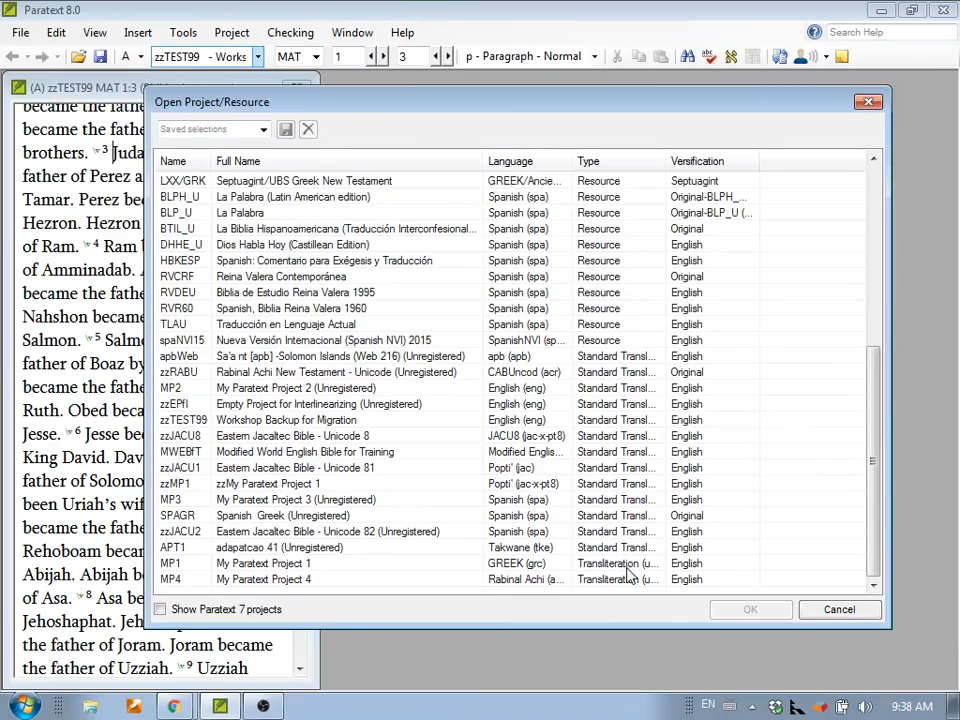 Paratext 8.0
File Edit View Insert Tools Project Checking Window Help
Search Help
A zzTEST99 - Works MAT 1 3 p - Paragraph - Normal
(A) zzTEST99 MAT 1:3
Open Project/Resource
Saved selections
Name Full Name Language Type Versification
LXX/GRK Septuagint/UBS Greek New Testament GREEK/Ancie... Resource Septuagint
BLPH_U La Palabra (Latin American edition) Spanish (spa) Resource Original-BLPH_...
BLP_U La Palabra Spanish (spa) Resource Original-BLP_U (...
BTIL_U La Biblia Hispanoamericana (Traducción Interconfesional... Spanish (spa) Resource Original
DHHE_U Dios Habla Hoy (Castillean Edition) Spanish (spa) Resource English
HBKESP Spanish: Comentario para Exégesis y Traducción Spanish (spa) Resource English
RVCRF Reina Valera Contemporánea Spanish (spa) Resource Original
RVDEU Biblia de Estudio Reina Valera 1995 Spanish (spa) Resource English
RVR60 Spanish, Biblia Reina Valera 1960 Spanish (spa) Resource English
TLAU Traducción en Lenguaje Actual Spanish (spa) Resource English
spaNVI15 Nueva Versión Internacional (Spanish NVI) 2015 SpanishNVI (sp... Resource English
apbWeb Sa'a nt [apb] -Solomon Islands (Web 216) (Unregistered) apb (apb) Standard Transl... English
zzRABU Rabinal Achi New Testament - Unicode (Unregistered) CABUncod (acr) Standard Transl... Original
MP2 My Paratext Project 2 (Unregistered) English (eng) Standard Transl... English
zzEPfI Empty Project for Interlinearizing (Unregistered) English (eng) Standard Transl... English
zzTEST99 Workshop Backup for Migration English (eng) Standard Transl... English
zzJACU8 Eastern Jacaltec Bible - Unicode 8 JACU8 (jac-x-pt8) Standard Transl... English
MWEBfT Modified World English Bible for Training Modified Englis... Standard Transl... English
zzJACU1 Eastern Jacaltec Bible - Unicode 81 Popti' (jac) Standard Transl... English
zzMP1 zzMy Paratext Project 1 Popti' (jac-x-pt8) Standard Transl... English
MP3 My Paratext Project 3 (Unregistered) Spanish (spa) Standard Transl... English
SPAGR Spanish Greek (Unregistered) Spanish (spa) Standard Transl... Original
zzJACU2 Eastern Jacaltec Bible - Unicode 82 (Unregistered) Spanish (spa) Standard Transl... English
APT1 adapatcao 41 (Unregistered) Takwane (tke) Standard Transl... English
MP1 My Paratext Project 1 GREEK (grc) Transliteration (u... English
MP4 My Paratext Project 4 Rabinal Achi (a... Transliteration (u... English
Show Paratext 7 projects OK Cancel
became the fathe
became the fathe
brothers. 3 Juda
father of Perez a
Tamar. Perez bec
Hezron. Hezron
of Ram. 4 Ram
of Amminadab. A
became the fathe
Nahshon became
Salmon. 5 Salm
father of Boaz by
became the fathe
Ruth. Obed beca
Jesse. 6 Jesse be
King David. Dav
father of Solomo
been Uriah's wif
became the fathe
Rehoboam becam
Abijah. Abijah be
of Asa. 8 Asa be
Jehoshaphat. Jeh
the father of Joram. Joram became
the father of Uzziah. 9 Uzziah
EN 9:38 AM